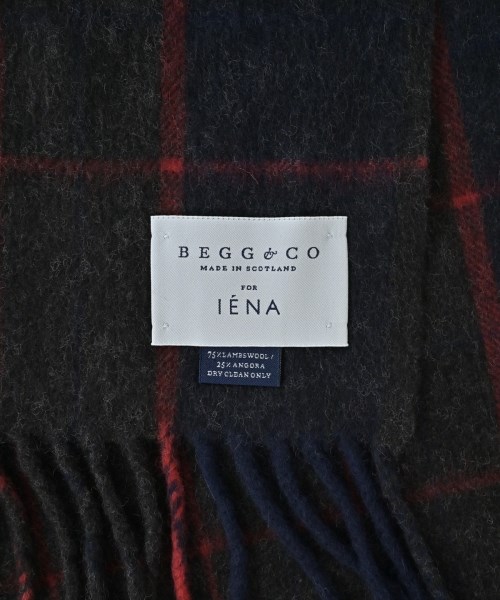 BEGG & CO
MADE IN SCOTLAND
FOR
IÉNA
75%LAMBSWOOL /
25%ANGORA
DRY CLEAN ONLY